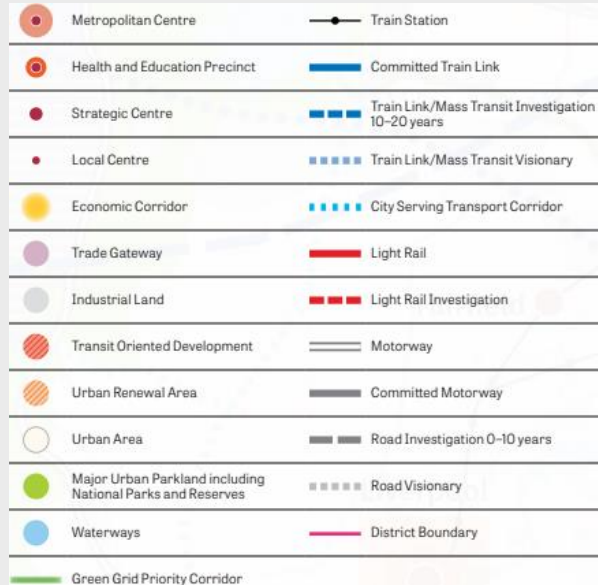 Metropolitan Centre
Train Station
Health and Education Precinct
Committed Train Link
Strategic Centre
Train Link/Mass Transit Investigation
10–20 years
Local Centre
Train Link/Mass Transit Visionary
Economic Corridor
City Serving Transport Corridor
Trade Gateway
Light Rail
Industrial Land
Light Rail Investigation
Transit Oriented Development
Motorway
Urban Renewal Area
Committed Motorway
Urban Area
Road Investigation 0–10 years
Major Urban Parkland including
National Parks and Reserves
Road Visionary
Waterways
District Boundary
Green Grid Priority Corridor